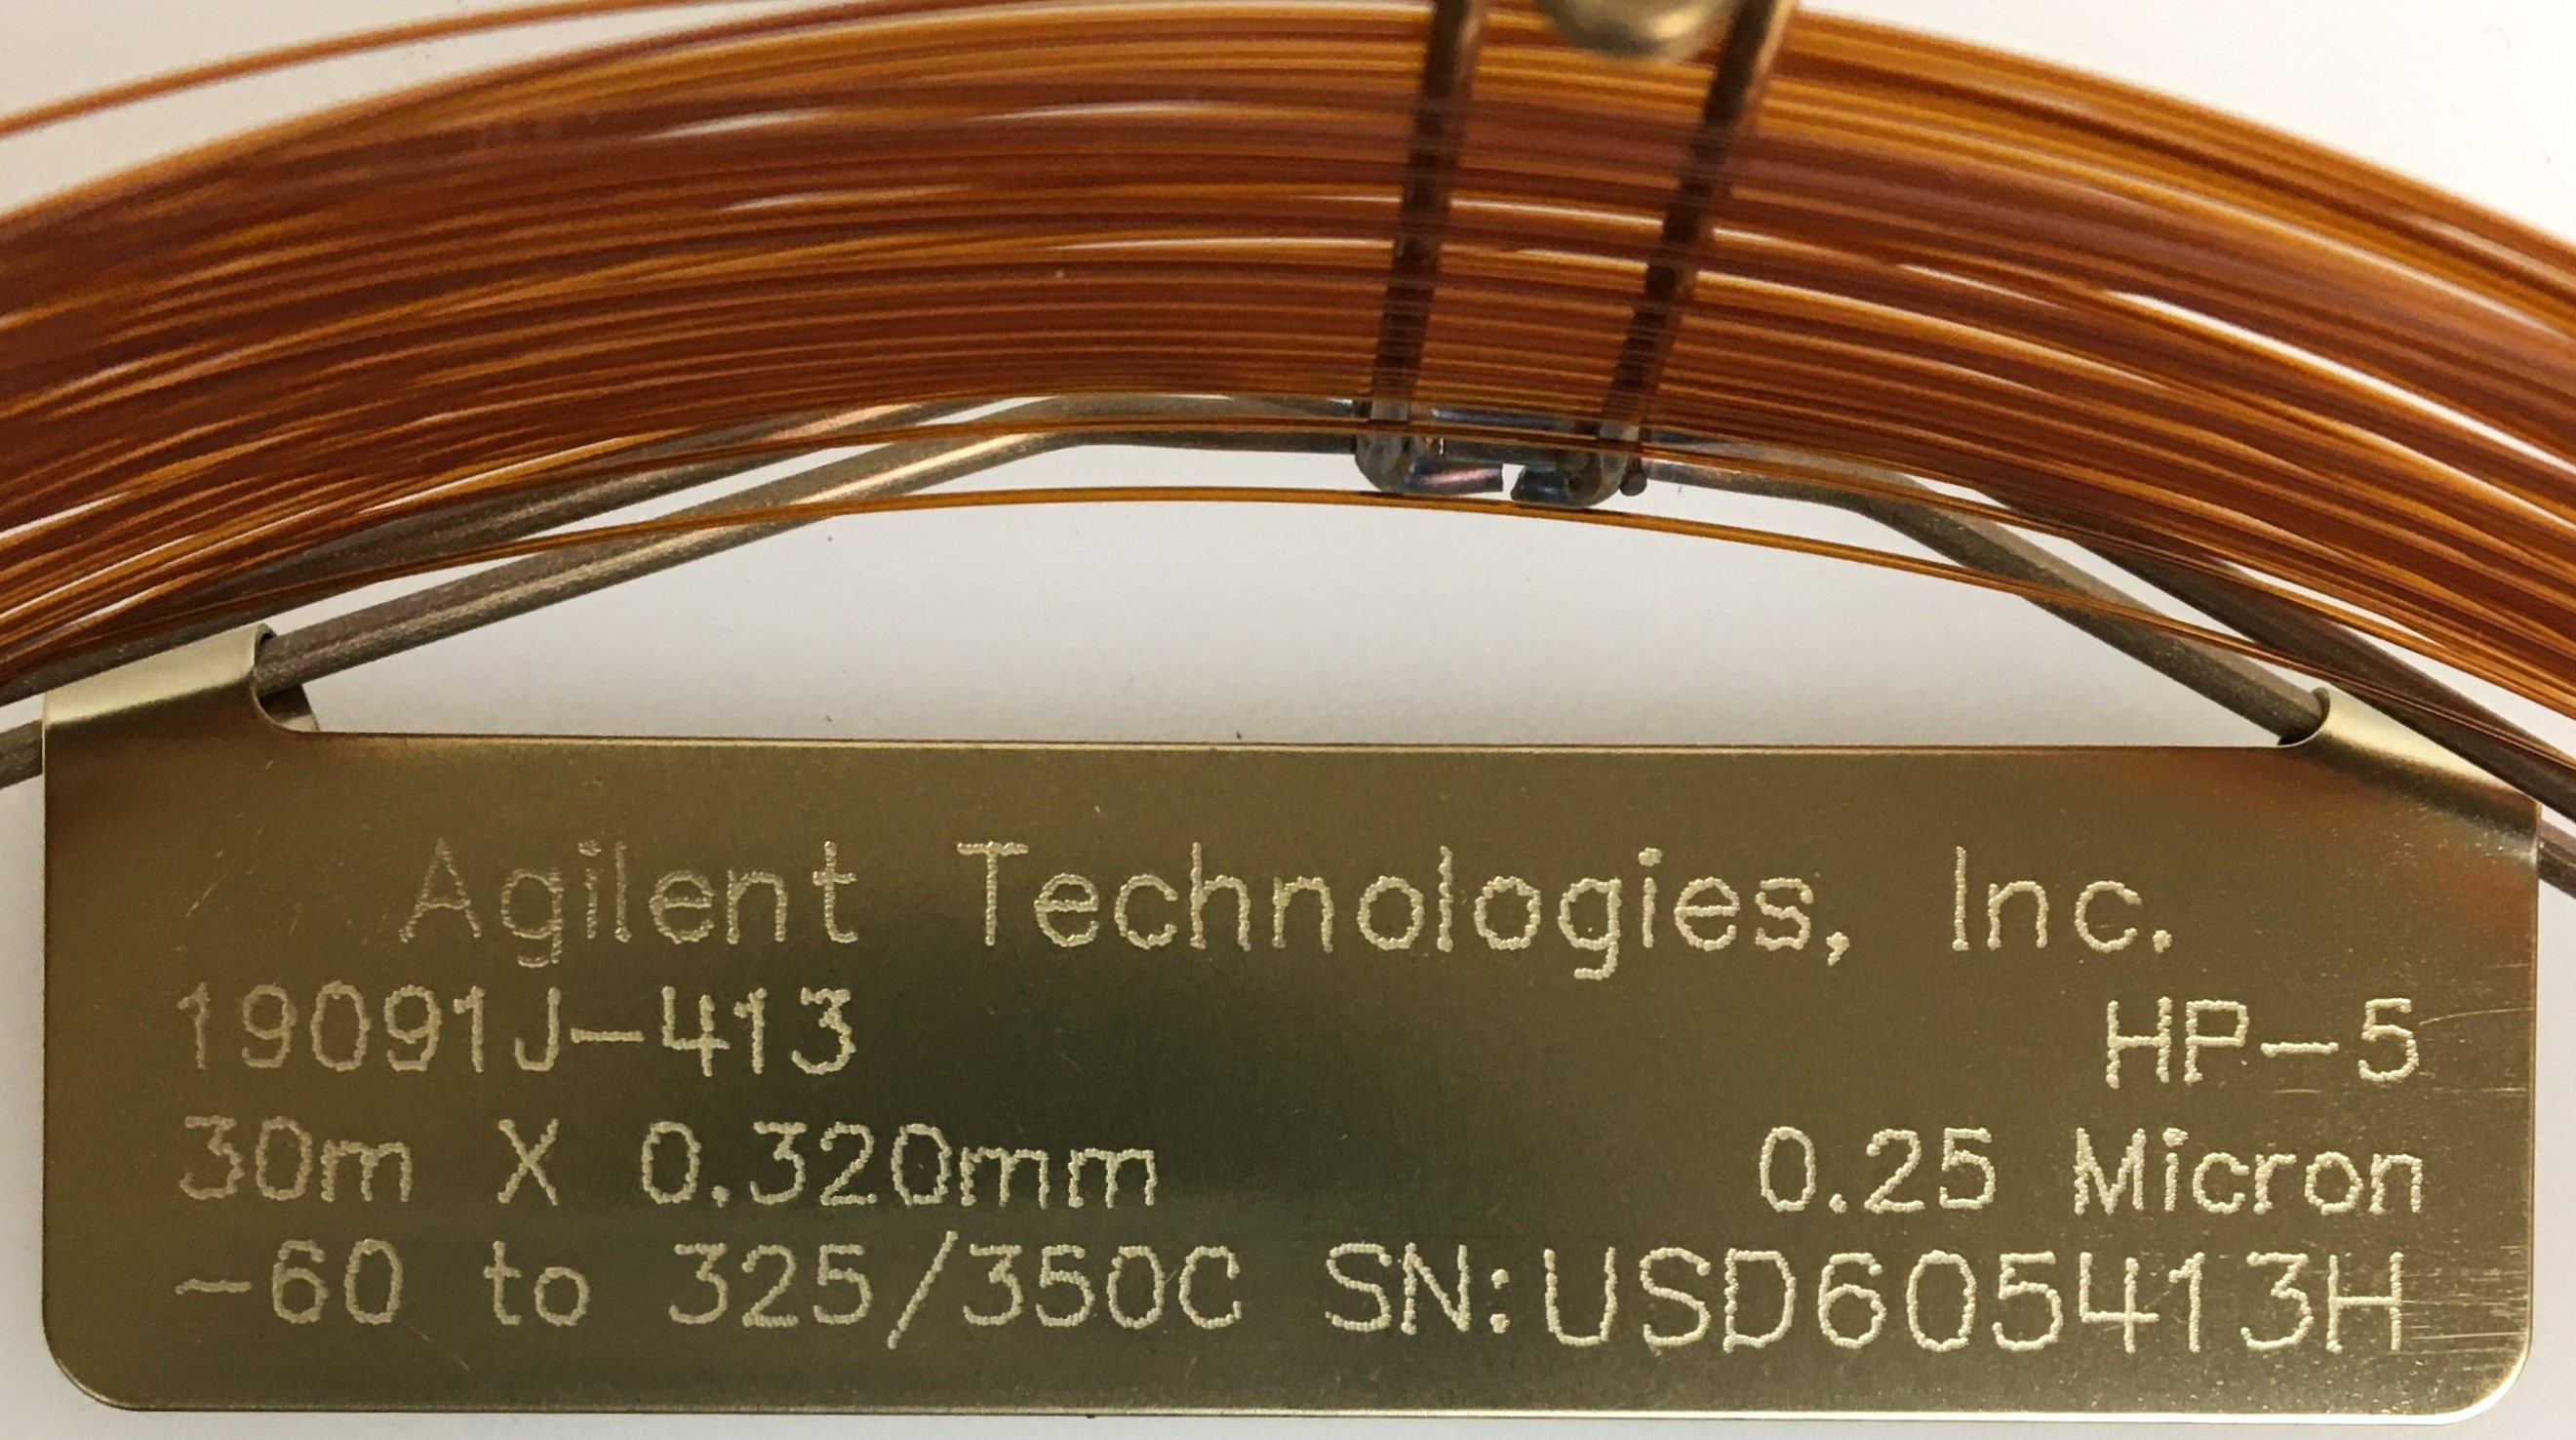 Agilent Technologies, Inc.
19091J-413 HP-5
30m X 0.320mm 0.25 Micron
-60 to 325/350C SN:USD605413H